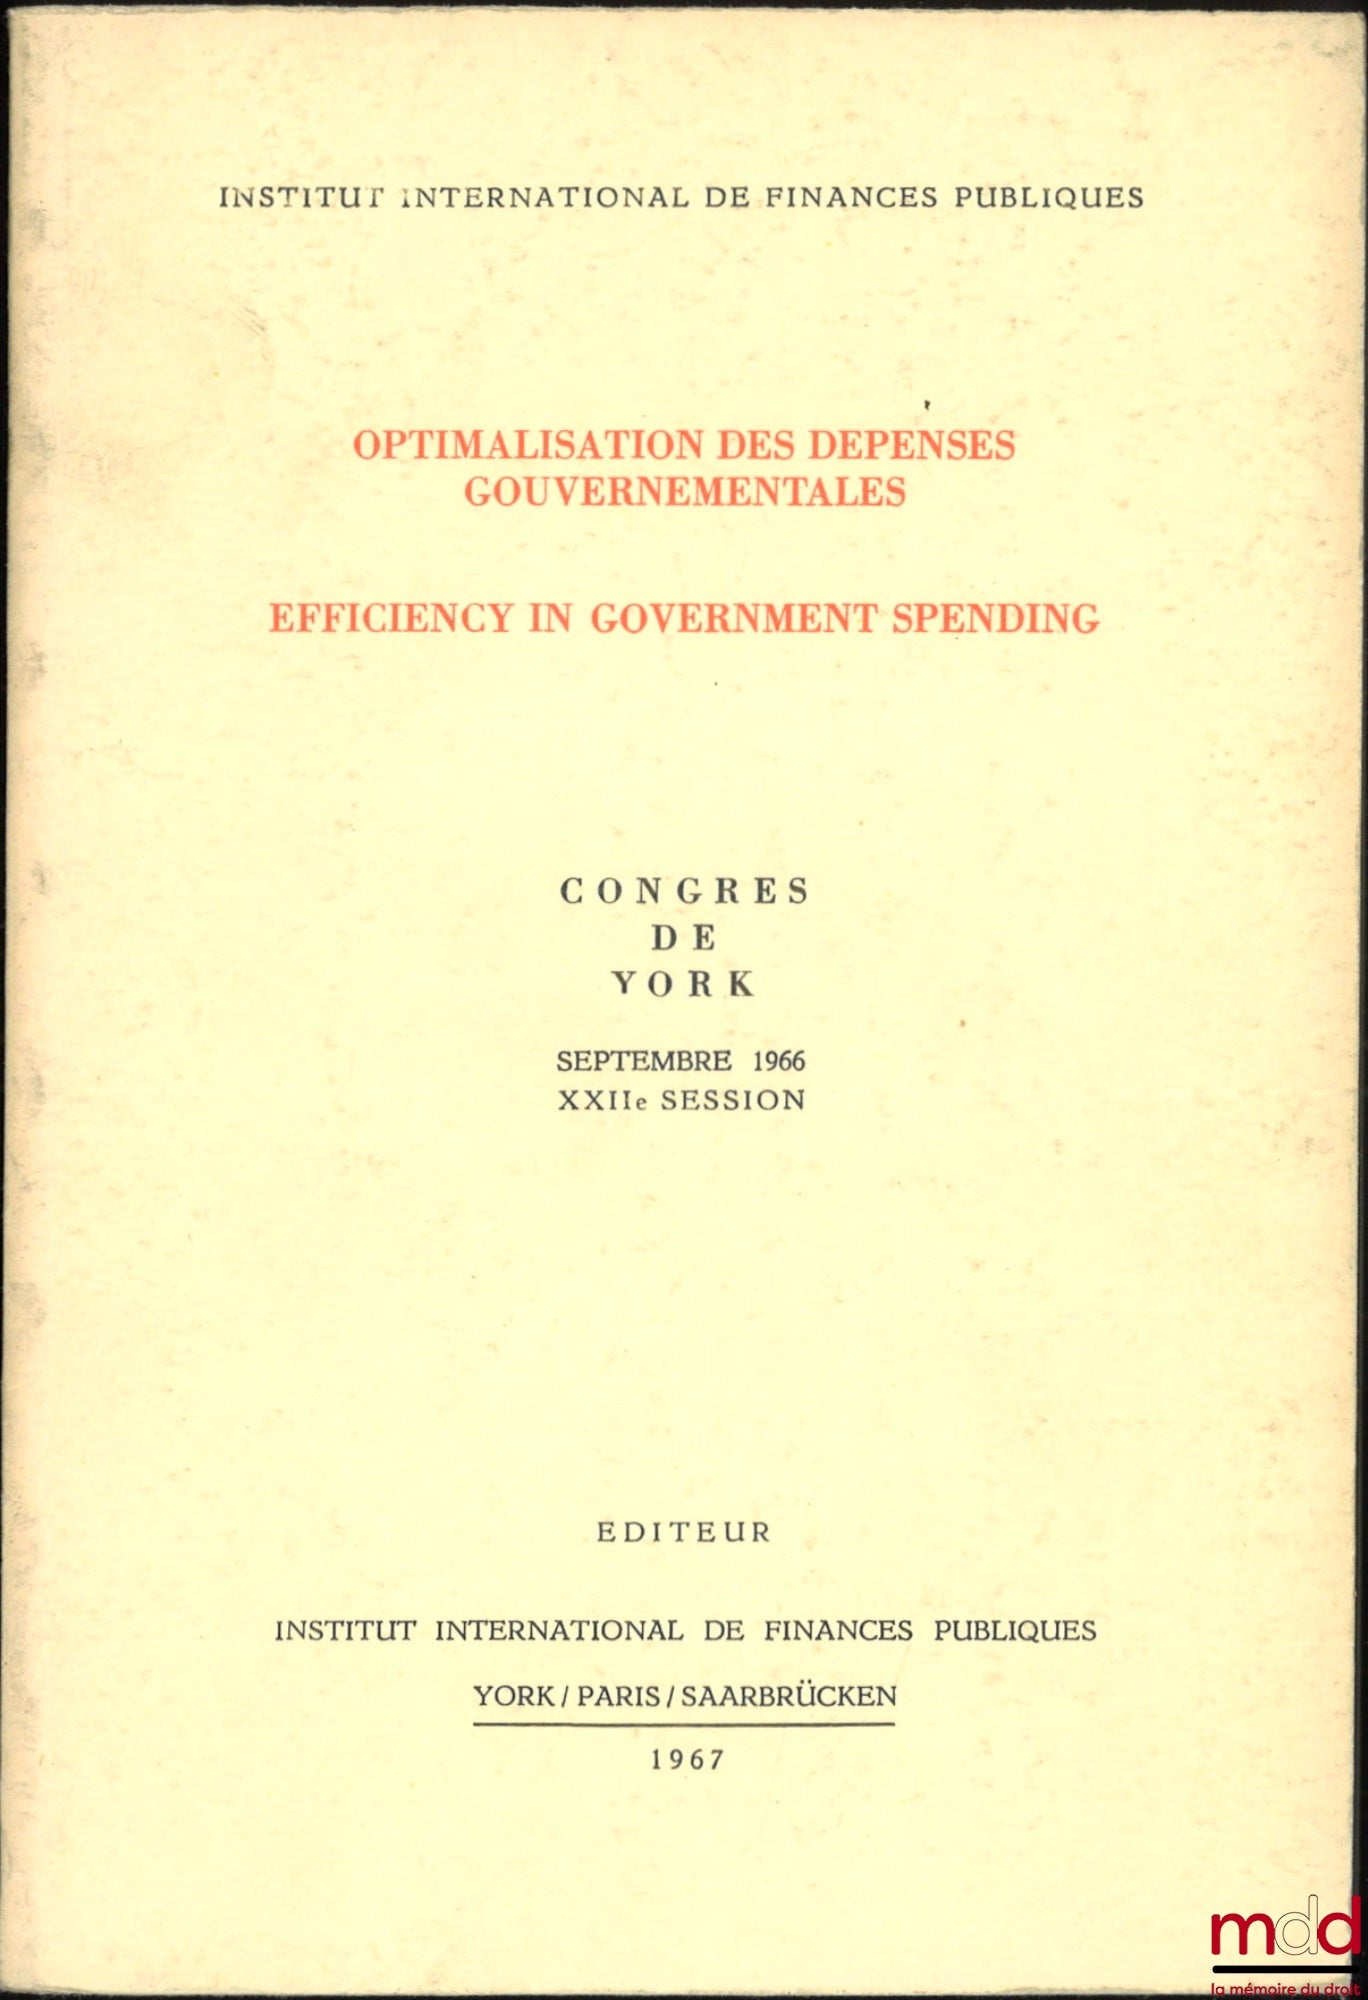 INSTITUT INTERNATIONAL DE FINANCES PUBLIQUES
OPTIMALISATION DES DEPENSES
GOUVERNEMENTALES
EFFICIENCY IN GOVERNMENT SPENDING
CONGRES
DE
YORK
SEPTEMBRE 1966
XXIIe SESSION
EDITEUR
INSTITUT INTERNATIONAL DE FINANCES PUBLIQUES
YORK / PARIS / SAARBRÜCKEN
1967
mdd
la mémoire du droit